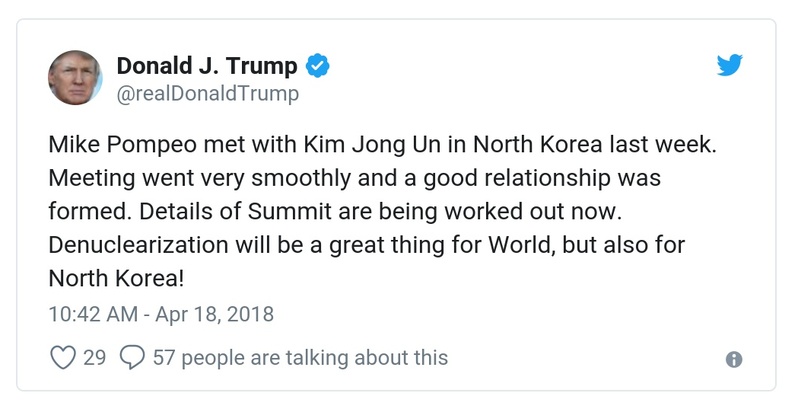 Donald J. Trump
@realDonaldTrump
Mike Pompeo met with Kim Jong Un in North Korea last week.
Meeting went very smoothly and a good relationship was
formed. Details of Summit are being worked out now.
Denuclearization will be a great thing for World, but also for
North Korea!
10:42 AM - Apr 18, 2018
29 57 people are talking about this